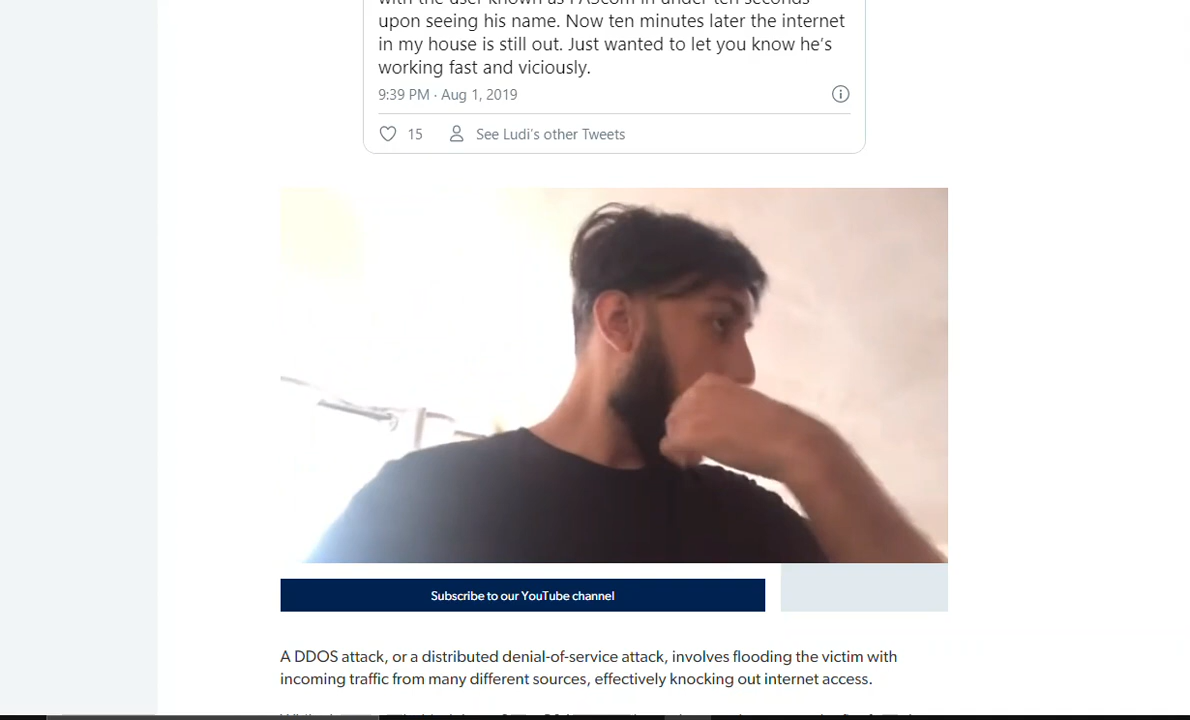 upon seeing his name. Now ten minutes later the internet
in my house is still out. Just wanted to let you know he's
working fast and viciously.
9:39 PM · Aug 1, 2019
15 See Ludi's other Tweets
Subscribe to our YouTube channel
A DDOS attack, or a distributed denial-of-service attack, involves flooding the victim with
incoming traffic from many different sources, effectively knocking out internet access.